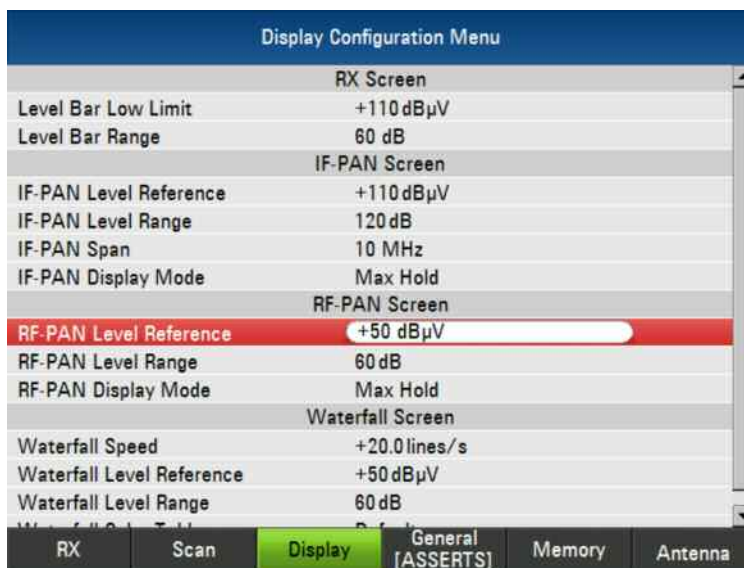 Display Configuration Menu
RX Screen
Level Bar Low Limit +110 dBµV
Level Bar Range 60 dB
IF-PAN Screen
IF-PAN Level Reference +110 dBµV
IF-PAN Level Range 120 dB
IF-PAN Span 10 MHz
IF-PAN Display Mode Max Hold
RF-PAN Screen
RF-PAN Level Reference +50 dBµV
RF-PAN Level Range 60 dB
RF-PAN Display Mode Max Hold
Waterfall Screen
Waterfall Speed +20.0 lines/s
Waterfall Level Reference +50 dBµV
Waterfall Level Range 60 dB
RX Scan Display General [ASSERTS] Memory Antenna